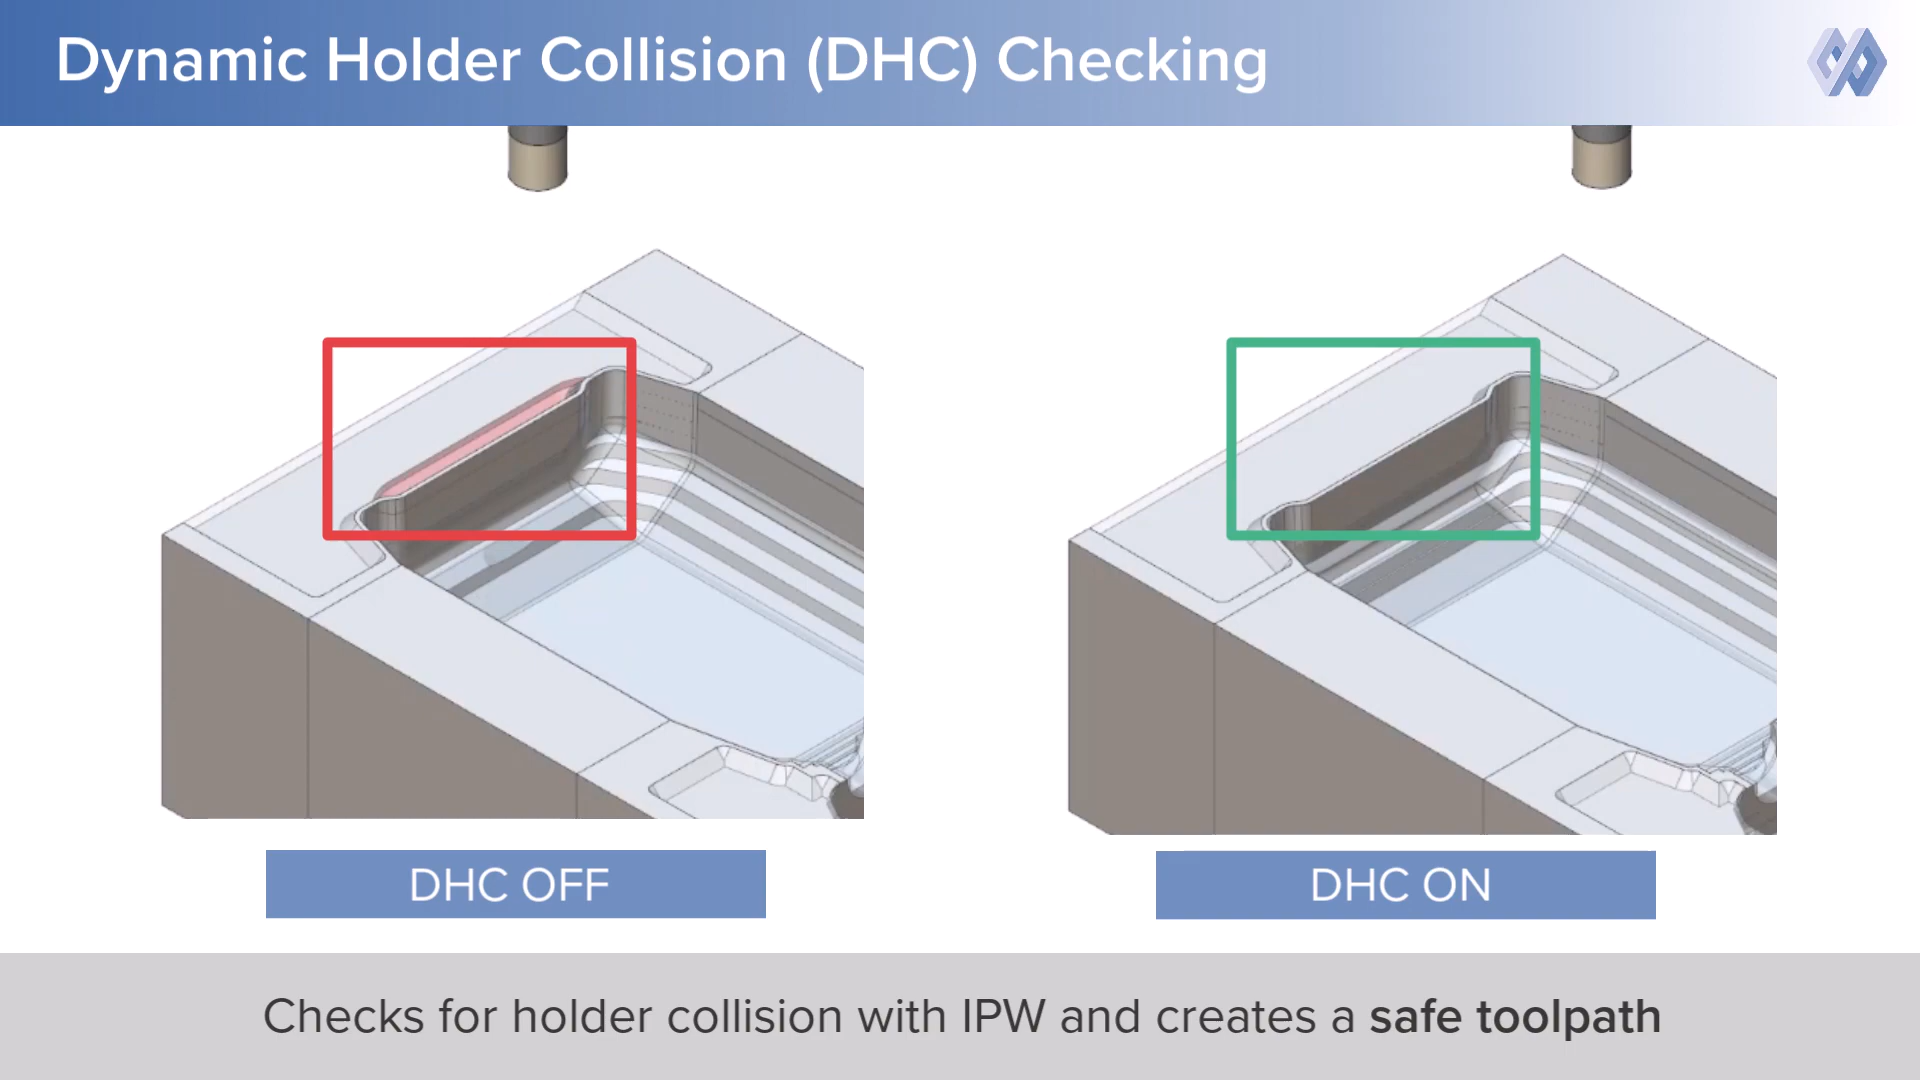 Dynamic Holder Collision (DHC) Checking
DHC OFF
DHC ON
Checks for holder collision with IPW and creates a safe toolpath